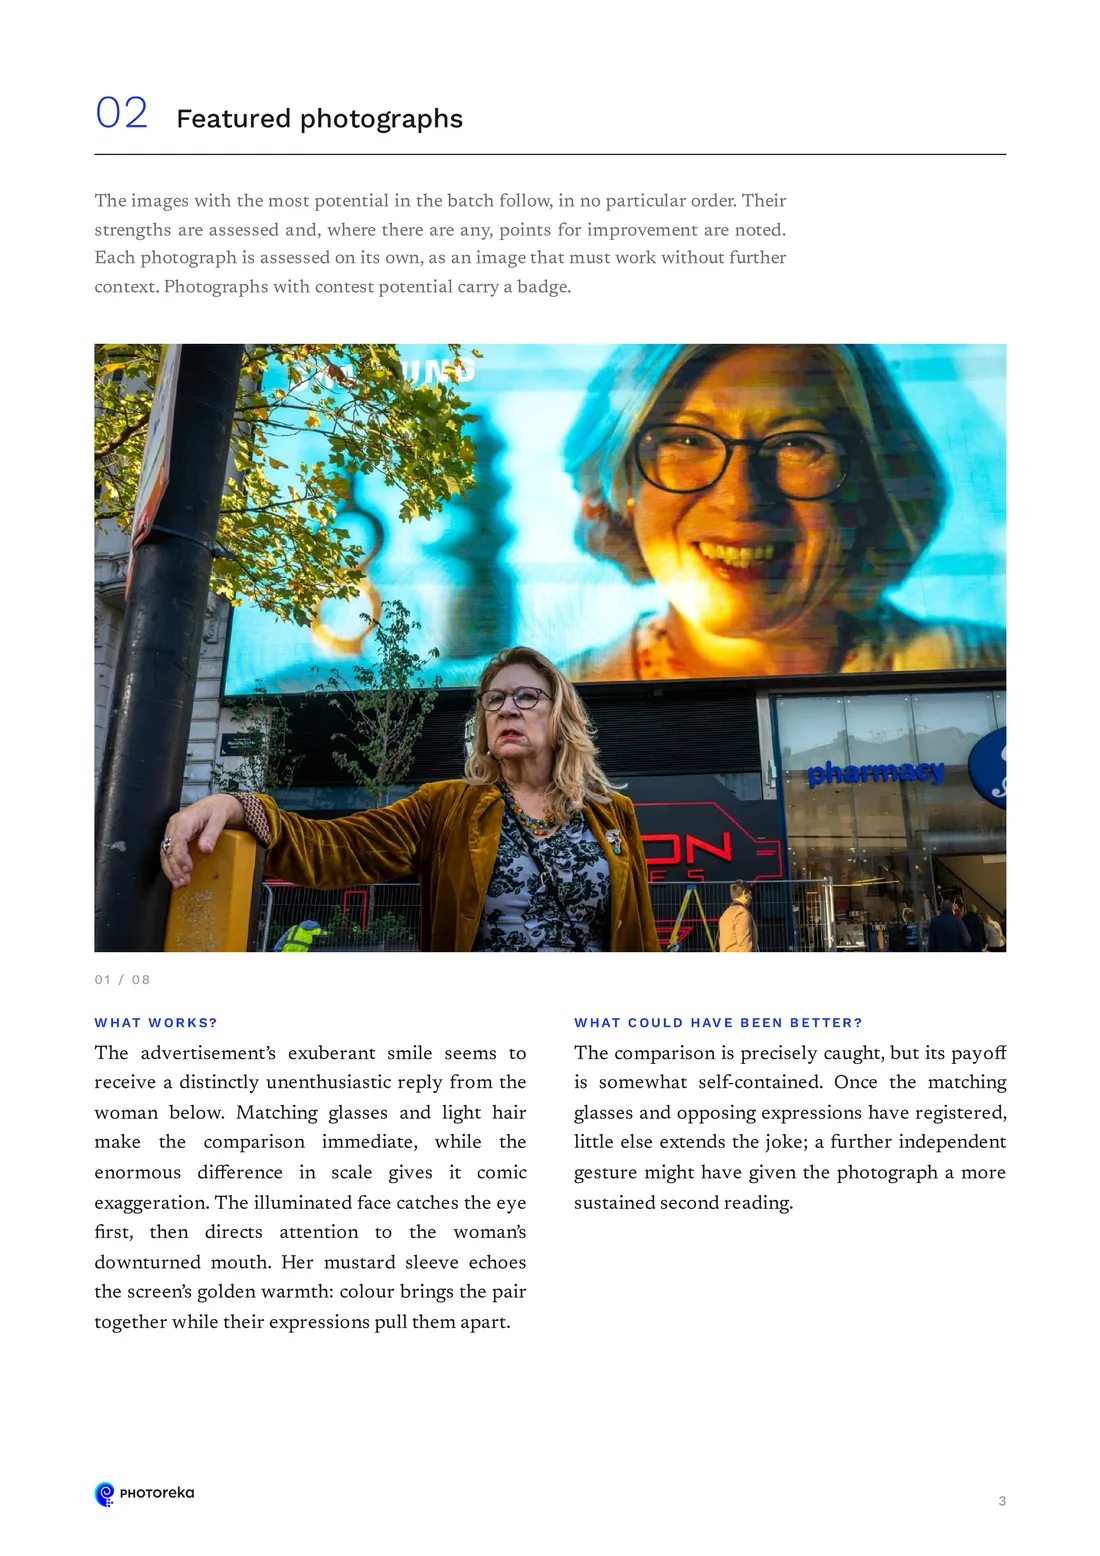 02 Featured photographs
The images with the most potential in the batch follow, in no particular order. Their
strengths are assessed and, where there are any, points for improvement are noted.
Each photograph is assessed on its own, as an image that must work without further
context. Photographs with contest potential carry a badge.
UNG
pharmacy
ON
ES
01 / 08
WHAT WORKS?
The advertisement’s exuberant smile seems to
receive a distinctly unenthusiastic reply from the
woman below. Matching glasses and light hair
make the comparison immediate, while the
enormous difference in scale gives it comic
exaggeration. The illuminated face catches the eye
first, then directs attention to the woman’s
downturned mouth. Her mustard sleeve echoes
the screen’s golden warmth: colour brings the pair
together while their expressions pull them apart.
WHAT COULD HAVE BEEN BETTER?
The comparison is precisely caught, but its payoff
is somewhat self-contained. Once the matching
glasses and opposing expressions have registered,
little else extends the joke; a further independent
gesture might have given the photograph a more
sustained second reading.
PHOTOreka
3